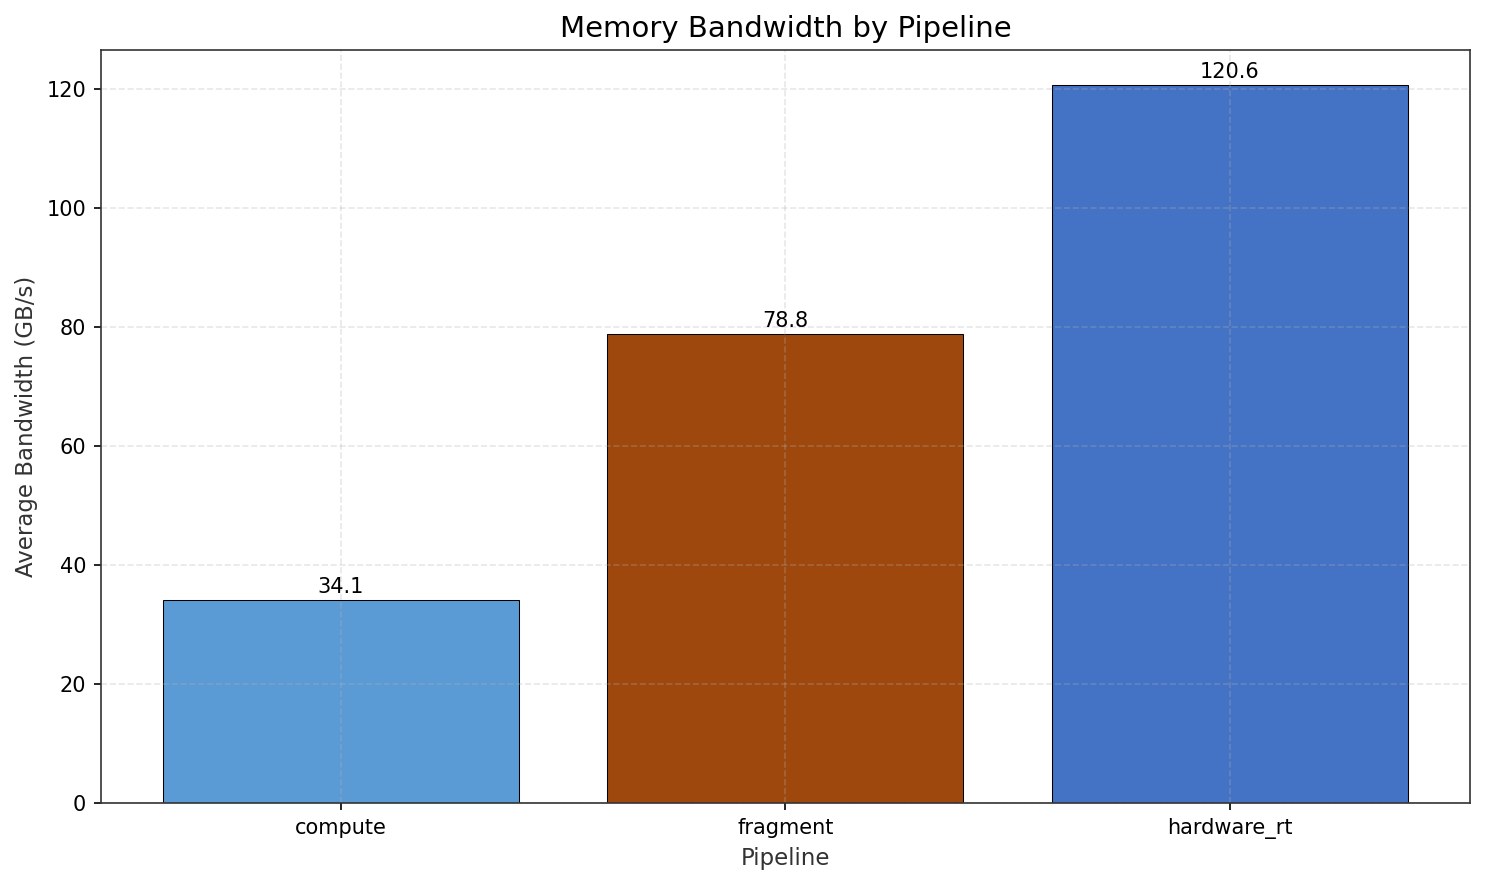 Memory Bandwidth by Pipeline
Average Bandwidth (GB/s)
120
100
80
60
40
20
0
34.1
78.8
120.6
compute
fragment
hardware_rt
Pipeline